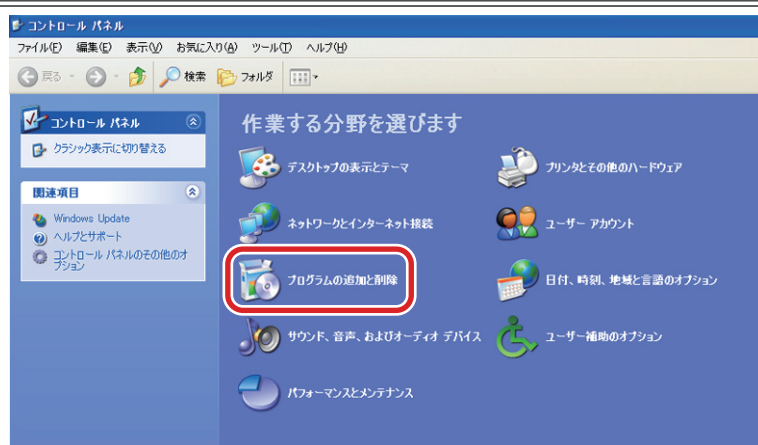 コントロール パネル
ファイル(F) 編集(E) 表示(V) お気に入り(A) ツール(T) ヘルプ(H)
戻る 検索 フォルダ
コントロール パネル
クラシック表示に切り替える
関連項目
Windows Update
ヘルプとサポート
コントロール パネルのその他のオ
プション
作業する分野を選びます
デスクトップの表示とテーマ
プリンタとその他のハードウェア
ネットワークとインターネット接続
ユーザー アカウント
プログラムの追加と削除
日付、時刻、地域と言語のオプション
サウンド、音声、およびオーディオ デバイス
ユーザー補助のオプション
パフォーマンスとメンテナンス